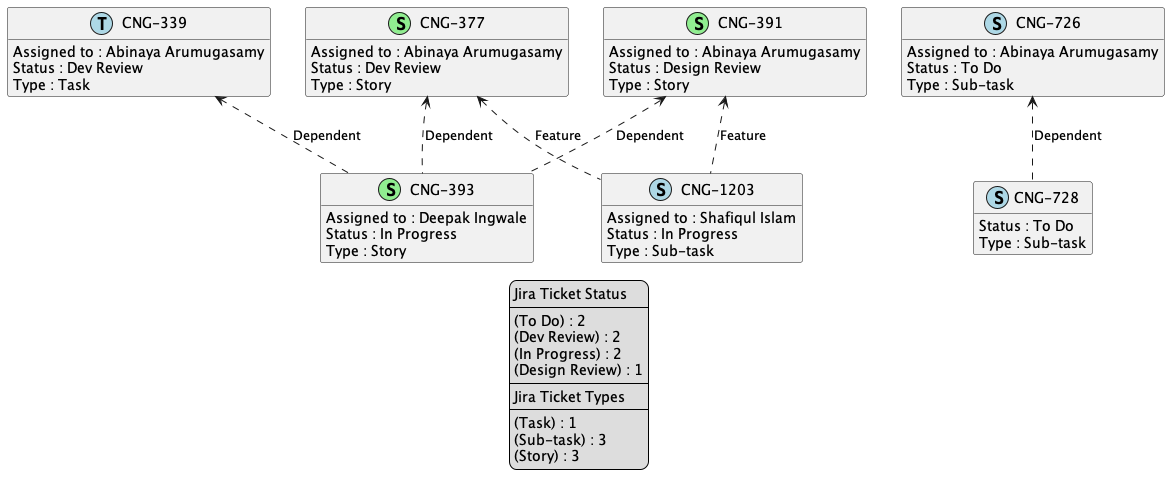 T CNG-339
Assigned to : Abinaya Arumugasamy
Status : Dev Review
Type : Task
S CNG-377
Assigned to : Abinaya Arumugasamy
Status : Dev Review
Type : Story
S CNG-391
Assigned to : Abinaya Arumugasamy
Status : Design Review
Type : Story
S CNG-726
Assigned to : Abinaya Arumugasamy
Status : To Do
Type : Sub-task
Dependent
Dependent
Feature
Dependent
Feature
Dependent
S CNG-393
Assigned to : Deepak Ingwale
Status : In Progress
Type : Story
S CNG-1203
Assigned to : Shafiqul Islam
Status : In Progress
Type : Sub-task
S CNG-728
Status : To Do
Type : Sub-task
Jira Ticket Status
(To Do) : 2
(Dev Review) : 2
(In Progress) : 2
(Design Review) : 1
Jira Ticket Types
(Task) : 1
(Sub-task) : 3
(Story) : 3